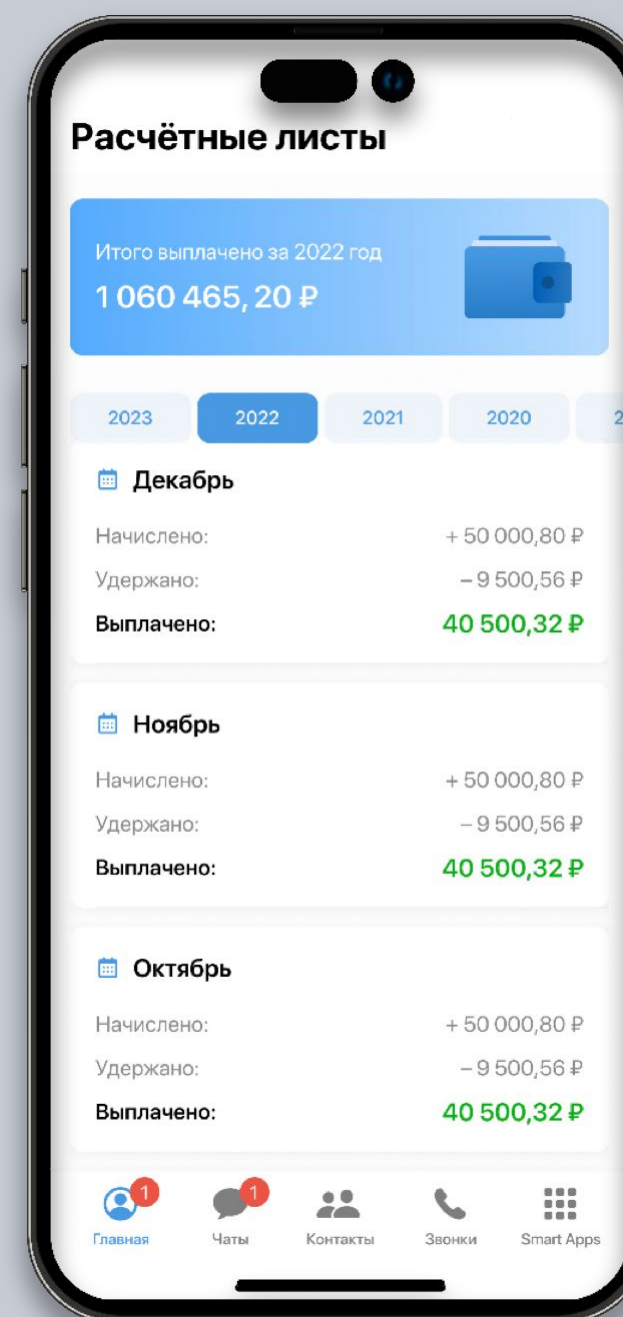 Расчётные листы
Итого выплачено за 2022 год
1 060 465, 20 ₽
2023 2022 2021 2020 2
Декабрь
Начислено: + 50 000,80 ₽
Удержано: – 9 500,56 ₽
Выплачено: 40 500,32 ₽
Ноябрь
Начислено: + 50 000,80 ₽
Удержано: – 9 500,56 ₽
Выплачено: 40 500,32 ₽
Октябрь
Начислено: + 50 000,80 ₽
Удержано: – 9 500,56 ₽
Выплачено: 40 500,32 ₽
1 1
Главная Чаты Контакты Звонки Smart Apps